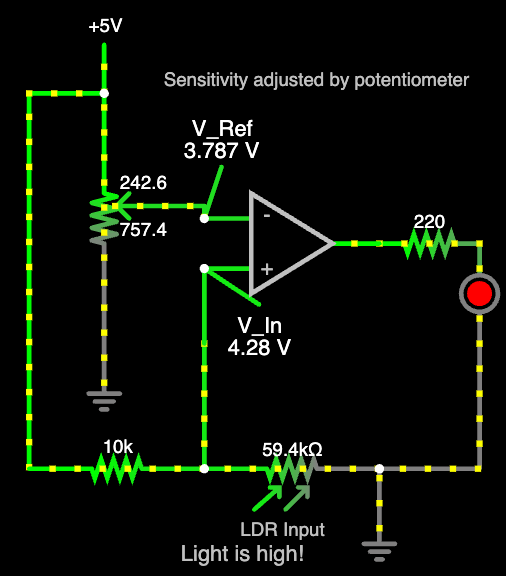 +5V
Sensitivity adjusted by potentiometer
V_Ref
3.787 V
242.6
757.4
-
+
220
V_In
4.28 V
10k
59.4kΩ
LDR Input
Light is high!